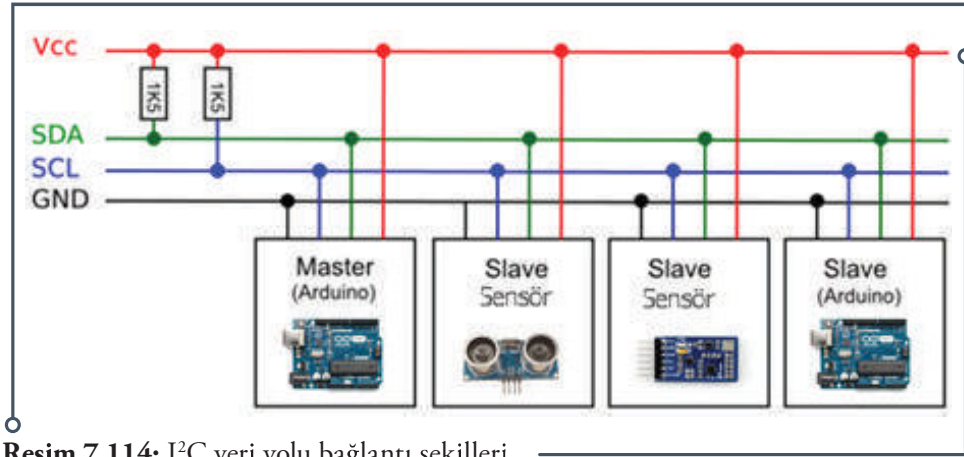 Vcc
1K5 1K5
SDA
SCL
GND
Master Slave Slave Slave
(Arduino) Sensör Sensör (Arduino)
Resim 7.114: I²C veri yolu bağlantı şekilleri